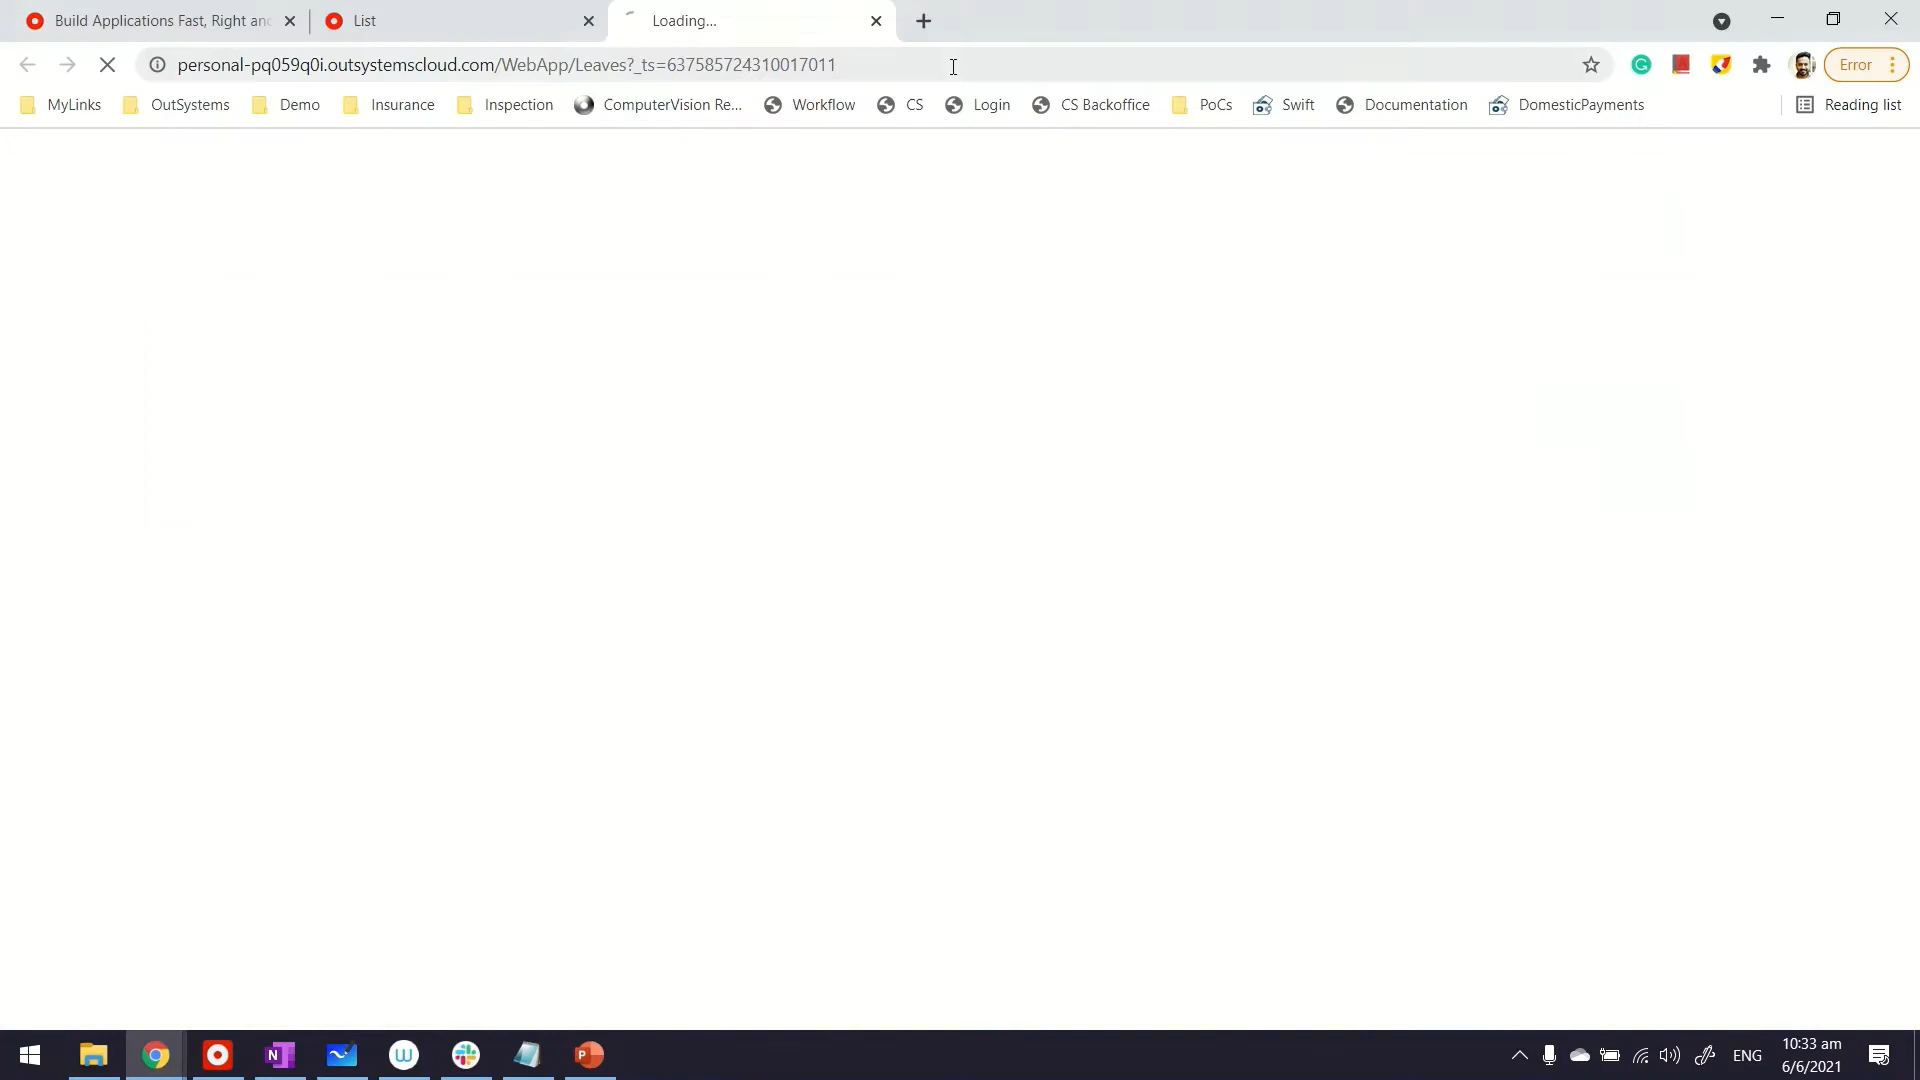 Build Applications Fast, Right an
List
Loading...
personal-pq059q0i.outsystemscloud.com/WebApp/Leaves?_ts=637585724310017011
Error
MyLinks
OutSystems
Demo
Insurance
Inspection
ComputerVision Re...
Workflow
CS
Login
CS Backoffice
PoCs
Swift
Documentation
DomesticPayments
Reading list
ENG
10:33 am
6/6/2021